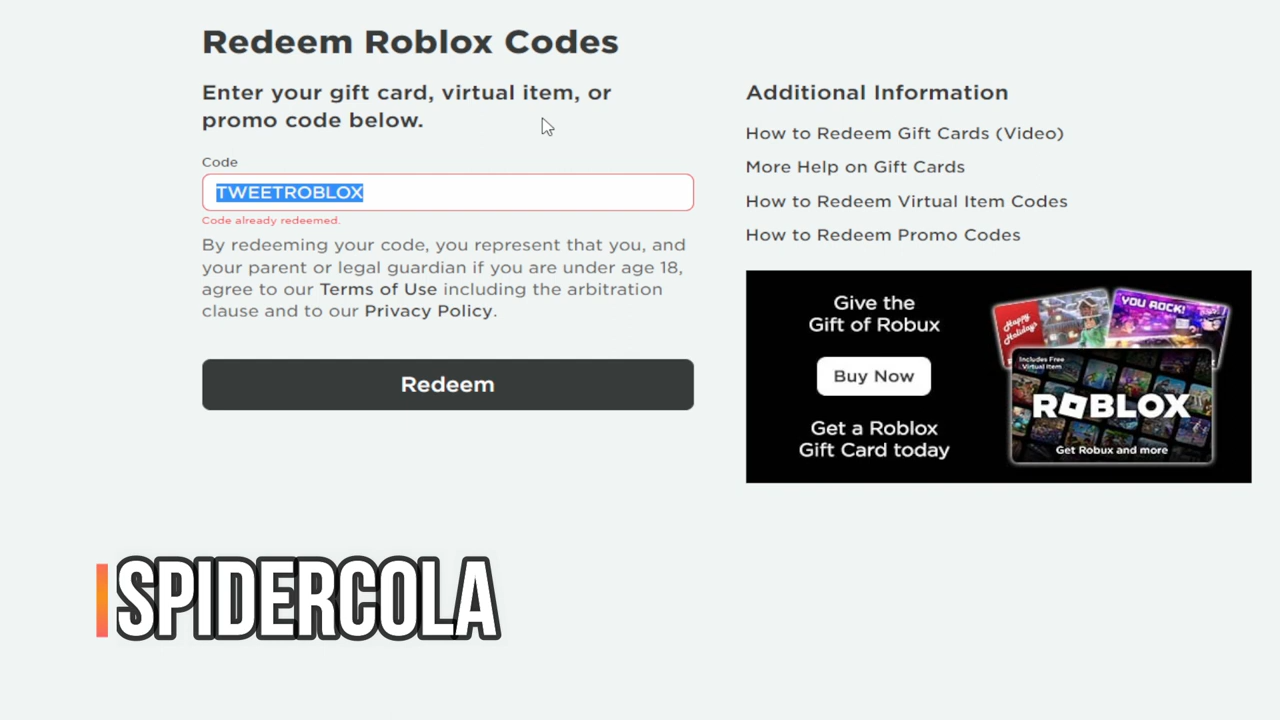 Redeem Roblox Codes
Enter your gift card, virtual item, or
promo code below.
Code
TWEETROBLOX
Code already redeemed.
By redeeming your code, you represent that you, and
your parent or legal guardian if you are under age 18,
agree to our Terms of Use including the arbitration
clause and to our Privacy Policy.
Redeem
Additional Information
How to Redeem Gift Cards (Video)
More Help on Gift Cards
How to Redeem Virtual Item Codes
How to Redeem Promo Codes
Give the
Gift of Robux
Buy Now
Get a Roblox
Gift Card today
Happy
Holidays
YOU ROCK!
Includes Free
Virtual Item
ROBLOX
Get Robux and more
SPIDERCOLA